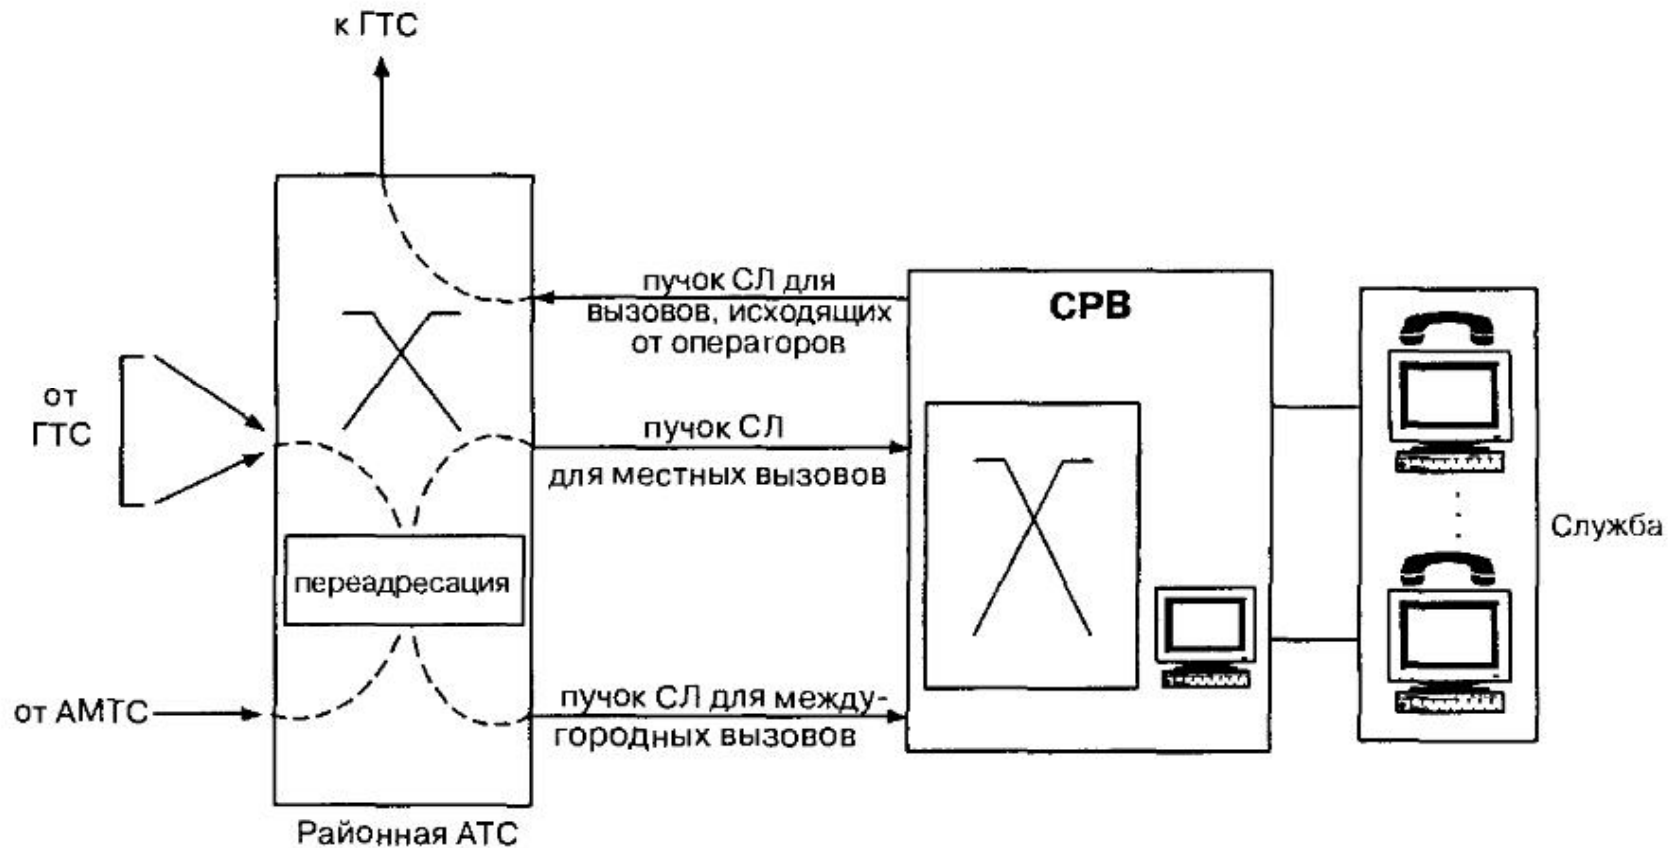 к ГТС
пучок СЛ для
вызовов, исходящих
от операторов
СРВ
от
ГТС
пучок СЛ
для местных вызовов
Служба
переадресация
от АМТС
пучок СЛ для между-
городных вызовов
Районная АТС